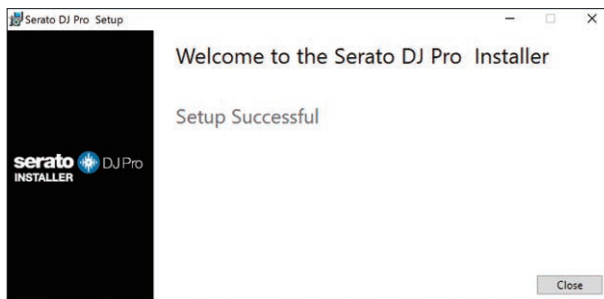 Serato DJ Pro  Setup
Welcome to the Serato DJ Pro  Installer
Setup Successful
serato DJ Pro
INSTALLER
Close